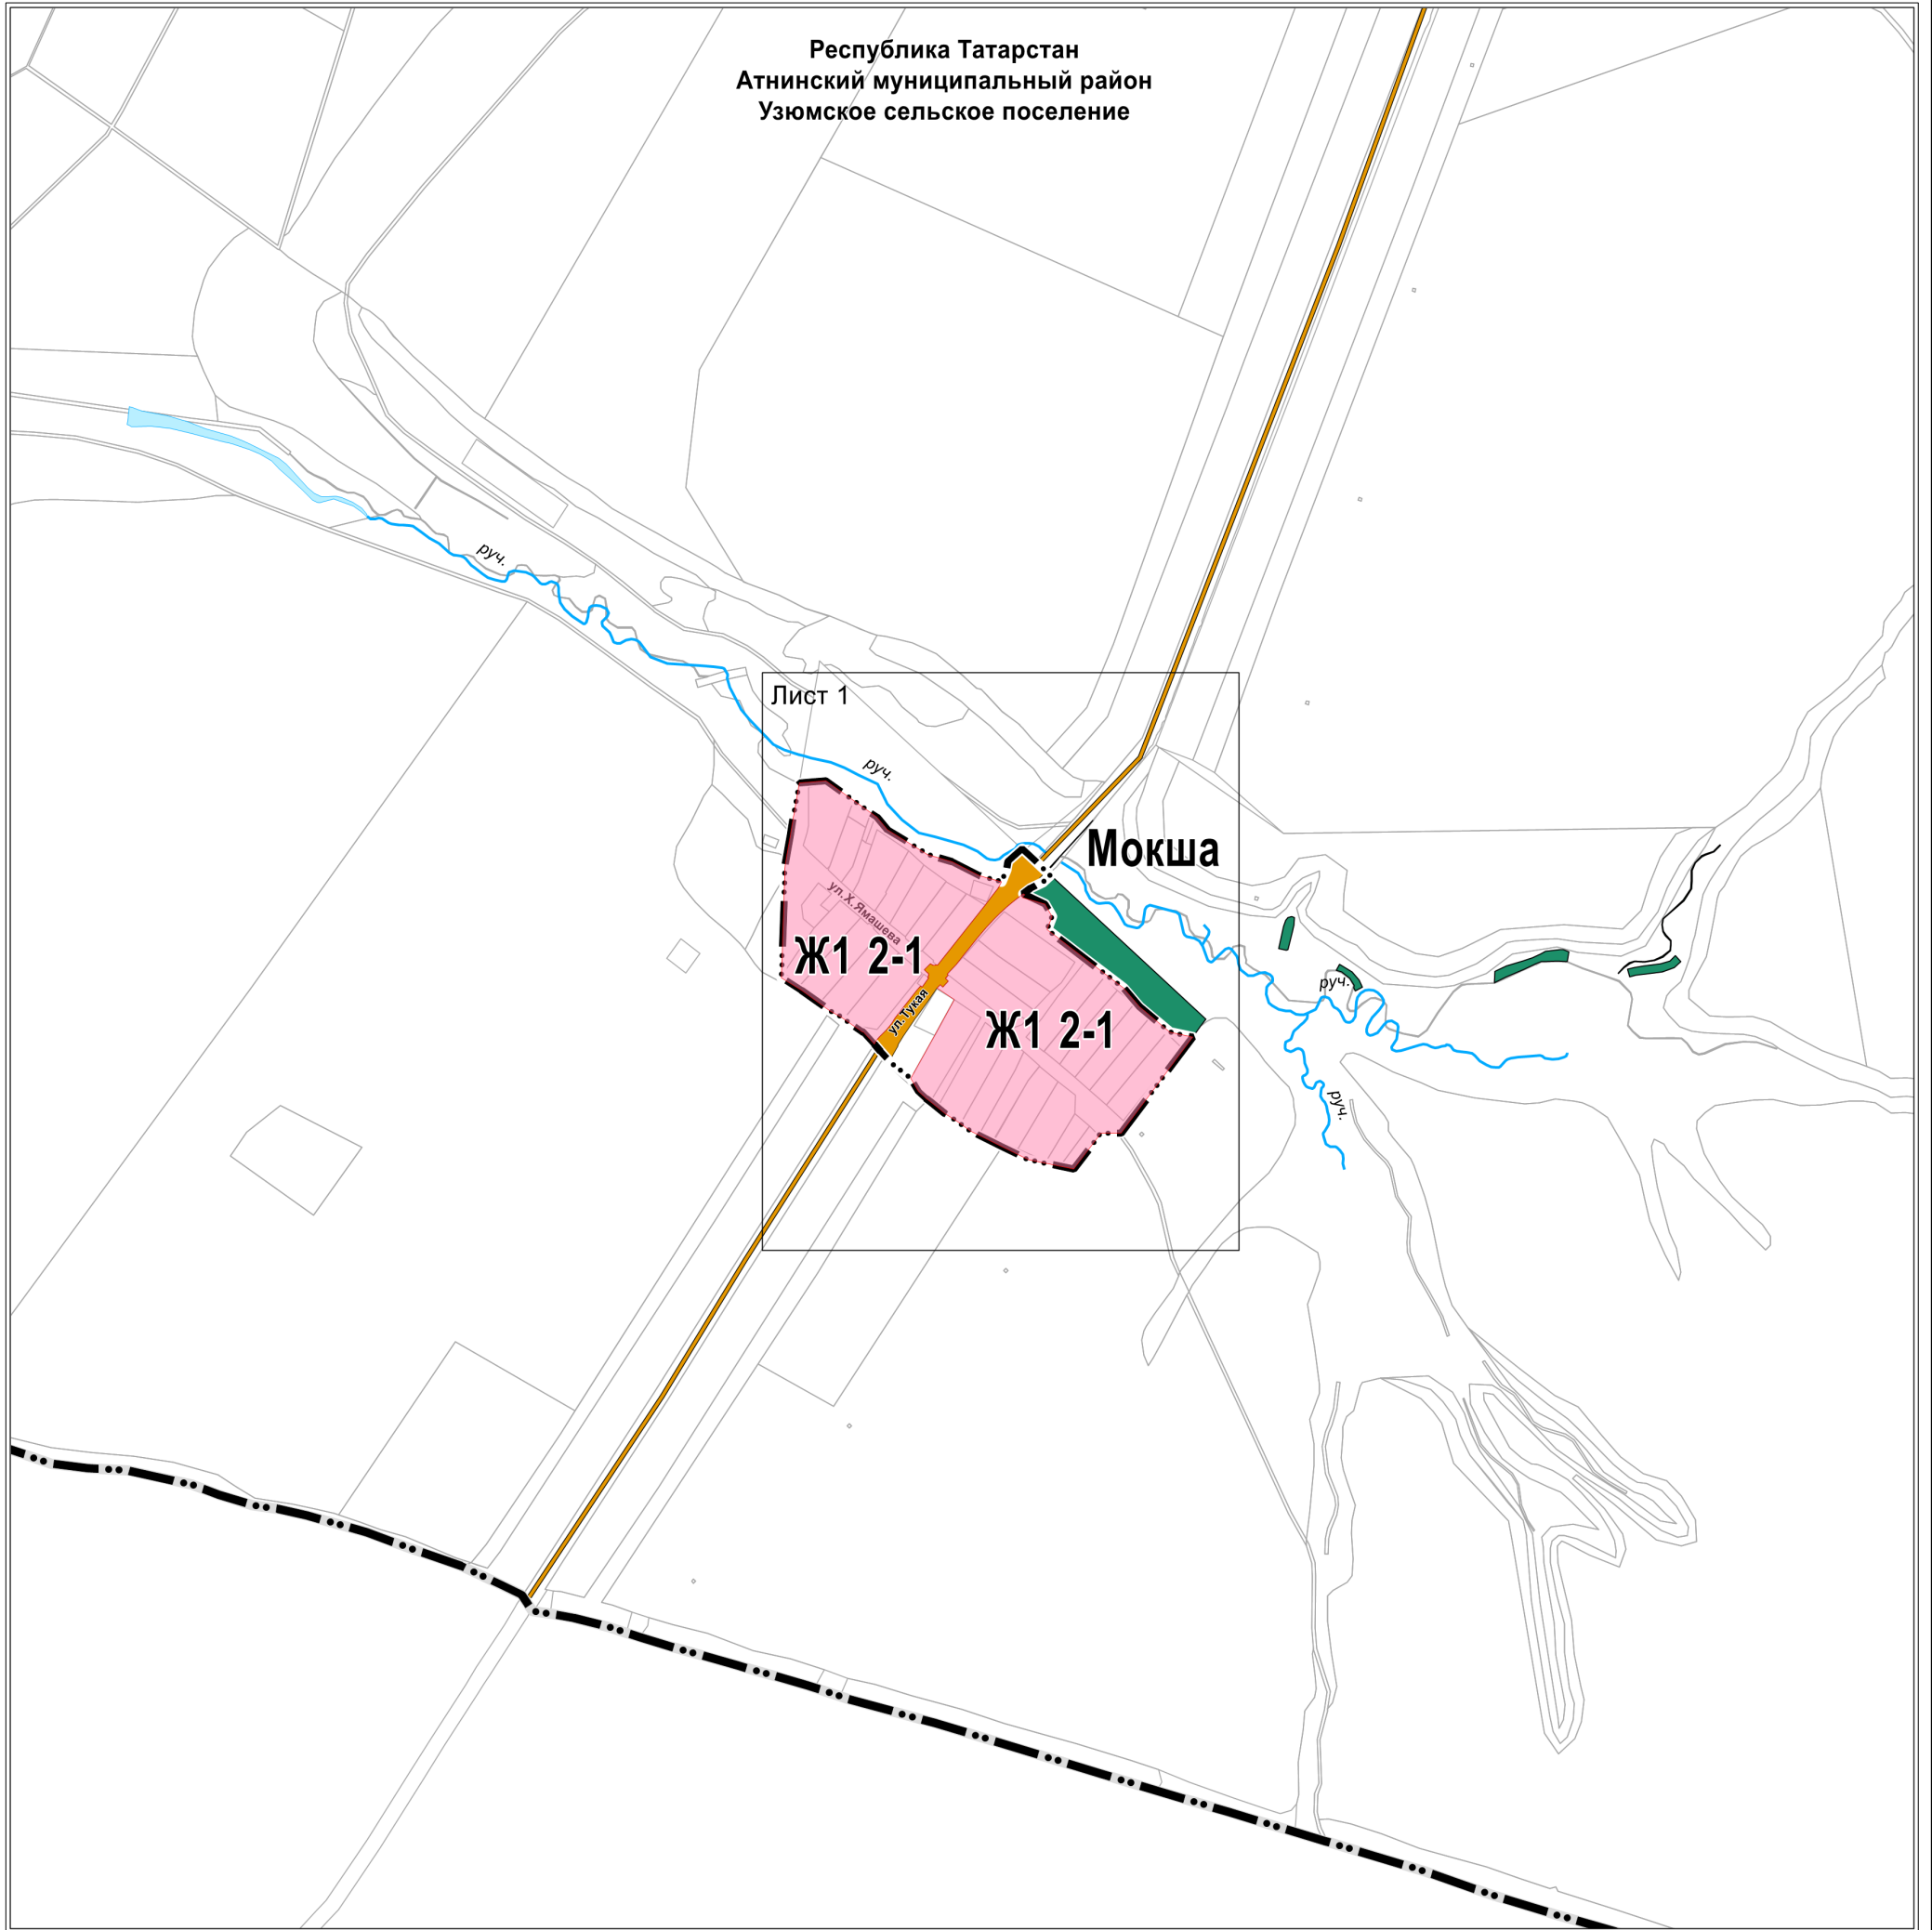 Республика Татарстан
Атнинский муниципальный район
Узюмское сельское поселение
руч.
Лист 1
руч.
Мокша
ул. Х. Ямашева
Ж1 2-1
руч.
ул. Тукая
Ж1 2-1
руч.